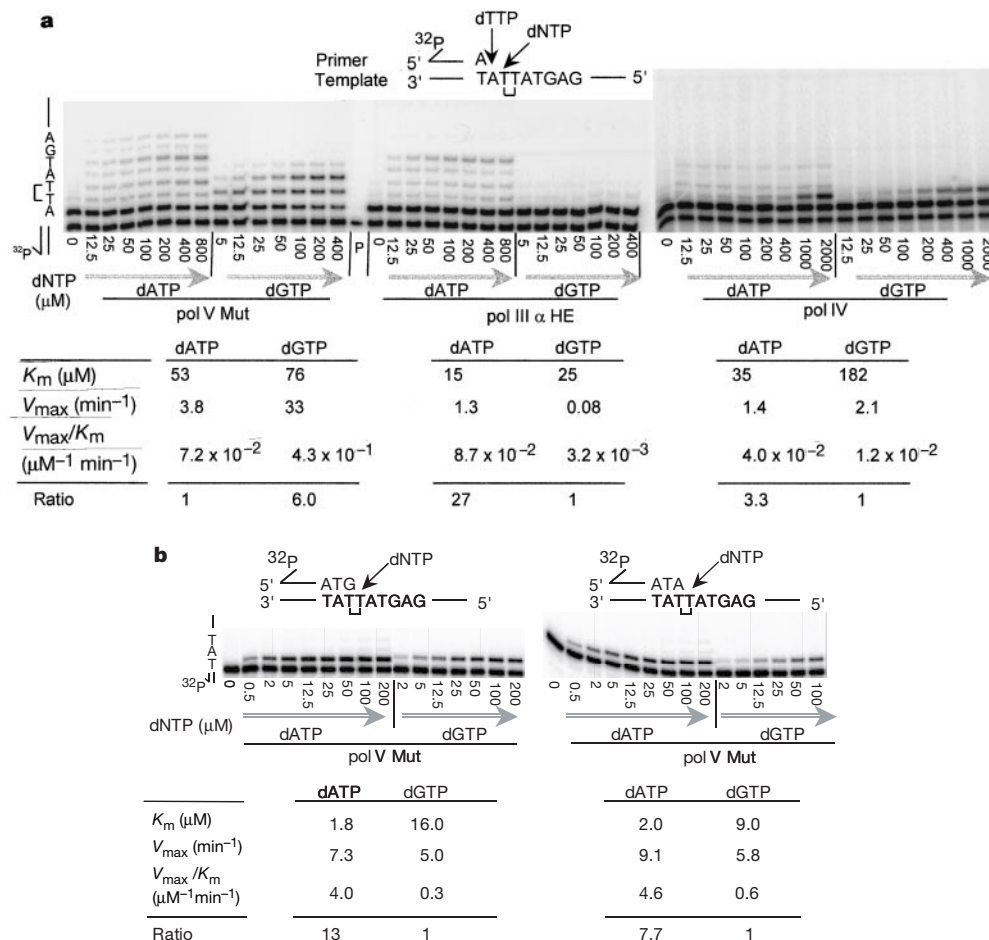 a
dTTP
32P dNTP
Primer 5' A
Template 3' TATTATGAG 5'
A
G
T
A
T
T
A
32P
0 12.5 25 50 100 200 400 800 5 12.5 25 50 100 200 400 P 0 12.5 25 50 100 200 400 800 5 12.5 25 50 100 200 400 0 12.5 25 50 100 200 400 1000 2000 12.5 25 50 100 200 400 1000
dNTP
(μM)
dATP dGTP dATP dGTP dATP dGTP
pol V Mut pol III α HE pol IV
dATP dGTP dATP dGTP dATP dGTP
Km (μM) 53 76 15 25 35 182
Vmax (min−1) 3.8 33 1.3 0.08 1.4 2.1
Vmax/Km
(μM−1 min−1) 7.2 x 10−2 4.3 x 10−1 8.7 x 10−2 3.2 x 10−3 4.0 x 10−2 1.2 x 10−2
Ratio 1 6.0 27 1 3.3 1
b
32P dNTP 32P dNTP
5' ATG 5' ATA
3' TATTATGAG 5' 3' TATTATGAG 5'
T
A
T
32P
0 0.5 2 5 12.5 25 50 100 200 2 5 12.5 25 50 100 200 0 0.5 2 5 12.5 25 50 100 200 2 5 12.5 25 50 100
dNTP (μM)
dATP dGTP dATP dGTP
pol V Mut pol V Mut
dATP dGTP dATP dGTP
Km (μM) 1.8 16.0 2.0 9.0
Vmax (min−1) 7.3 5.0 9.1 5.8
Vmax /Km
(μM−1min−1) 4.0 0.3 4.6 0.6
Ratio 13 1 7.7 1